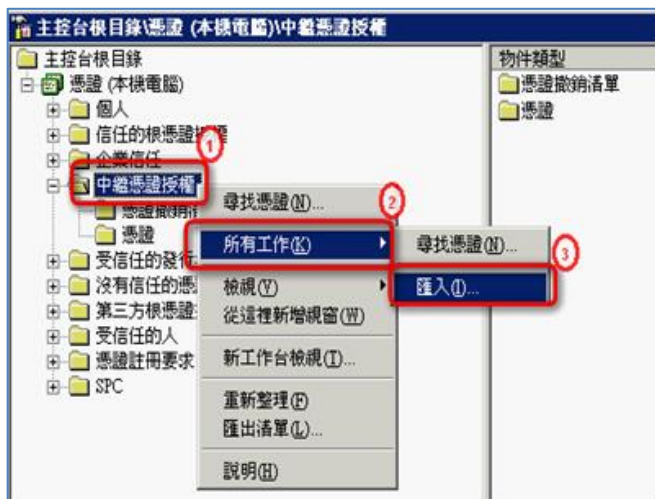 主控台根目錄\憑證 (本機電腦)\中繼憑證授權
主控台根目錄
憑證 (本機電腦)
個人
信任的根憑證
企業信任
中繼憑證授權
憑證撤銷
憑證
受信任的發行
沒有信任的憑
第三方根憑證
受信任的人
憑證註冊要求
SPC
1
尋找憑證(N)...
2
所有工作(K)
檢視(V)
從這裡新增視窗(W)
新工作台檢視(T)...
重新整理(F)
匯出清單(L)...
說明(H)
尋找憑證(N)...
3
匯入(I)...
物件類型
憑證撤銷清單
憑證